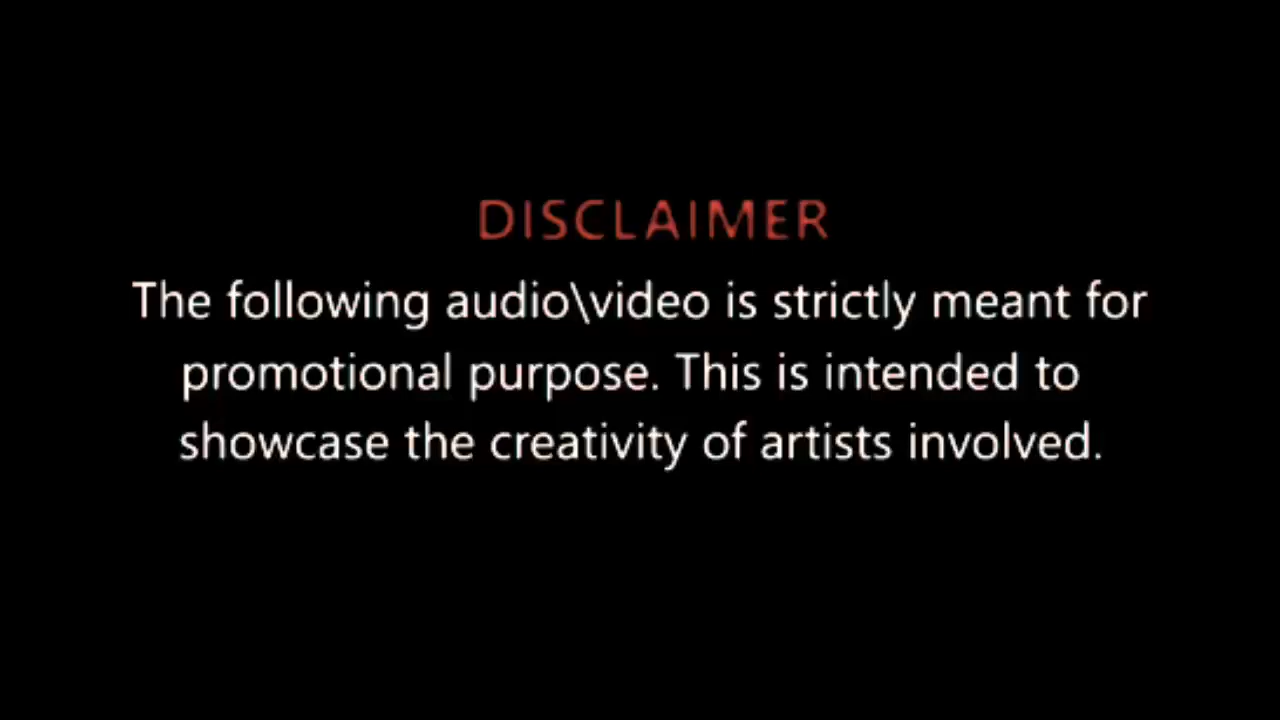 DISCLAIMER
The following audio\video is strictly meant for
promotional purpose. This is intended to
showcase the creativity of artists involved.